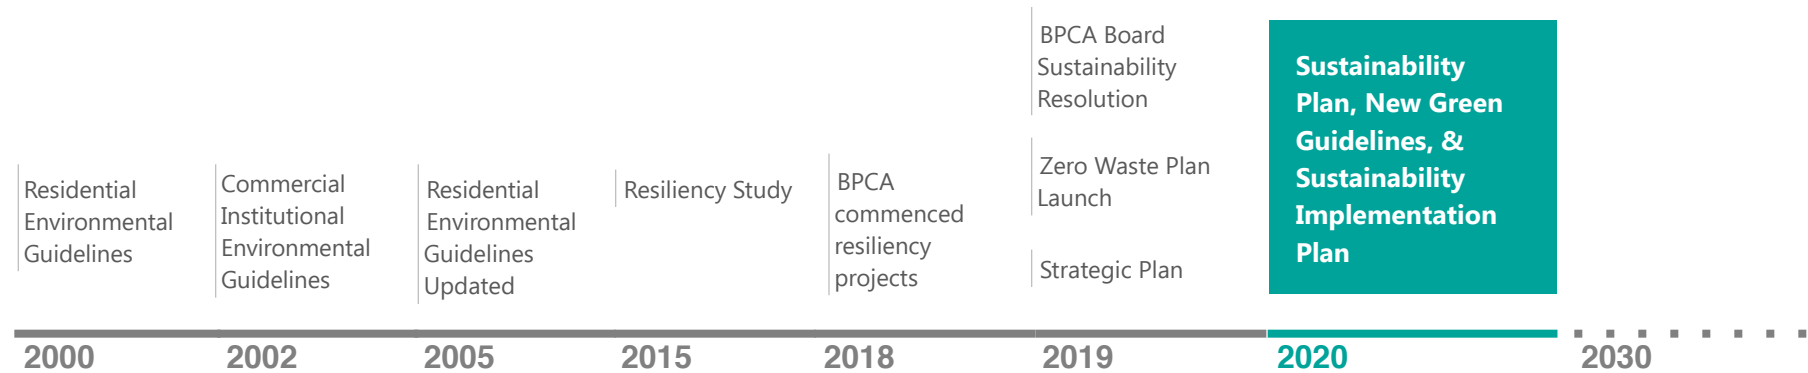 Residential
Environmental
Guidelines
Commercial
Institutional
Environmental
Guidelines
Residential
Environmental
Guidelines
Updated
Resiliency Study
BPCA
commenced
resiliency
projects
BPCA Board
Sustainability
Resolution
Zero Waste Plan
Launch
Strategic Plan
Sustainability
Plan, New Green
Guidelines, &
Sustainability
Implementation
Plan
2000
2002
2005
2015
2018
2019
2020
2030